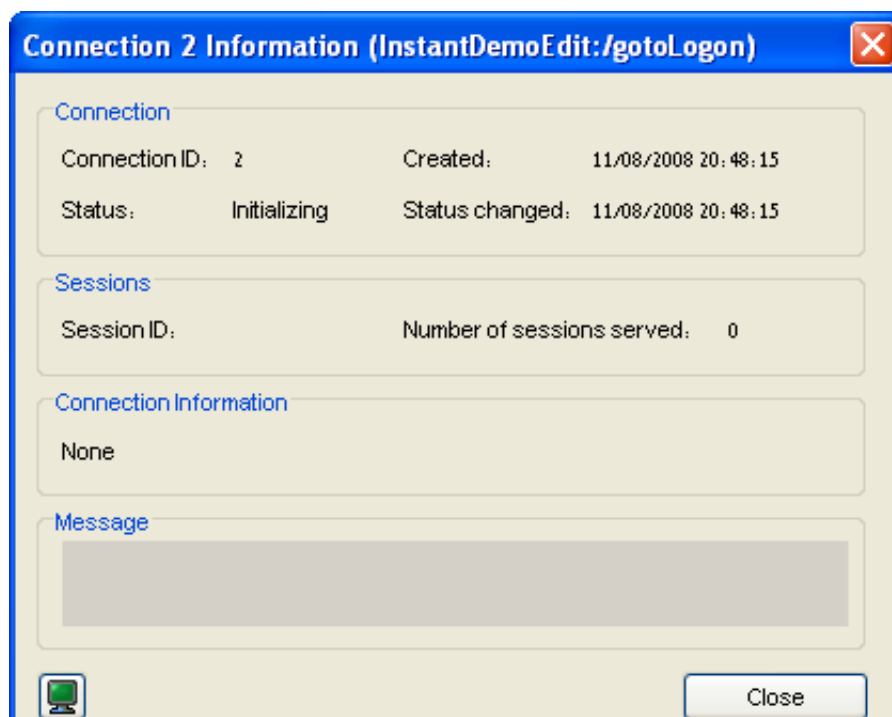 Connection 2 Information (InstantDemoEdit:/gotoLogon)
Connection
Connection ID: 2 Created: 11/08/2008 20:48:15
Status: Initializing Status changed: 11/08/2008 20:48:15
Sessions
Session ID: Number of sessions served: 0
Connection Information
None
Message
Close